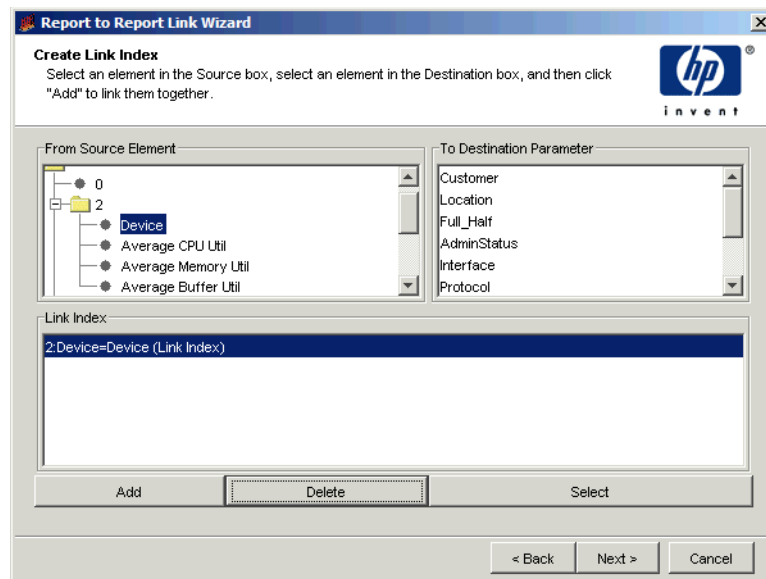 Report to Report Link Wizard
Create Link Index
Select an element in the Source box, select an element in the Destination box, and then click
"Add" to link them together.
hp
®
invent
From Source Element
0
2
Device
Average CPU Util
Average Memory Util
Average Buffer Util
To Destination Parameter
Customer
Location
Full_Half
AdminStatus
Interface
Protocol
Link Index
2:Device=Device (Link Index)
Add Delete Select
< Back Next > Cancel